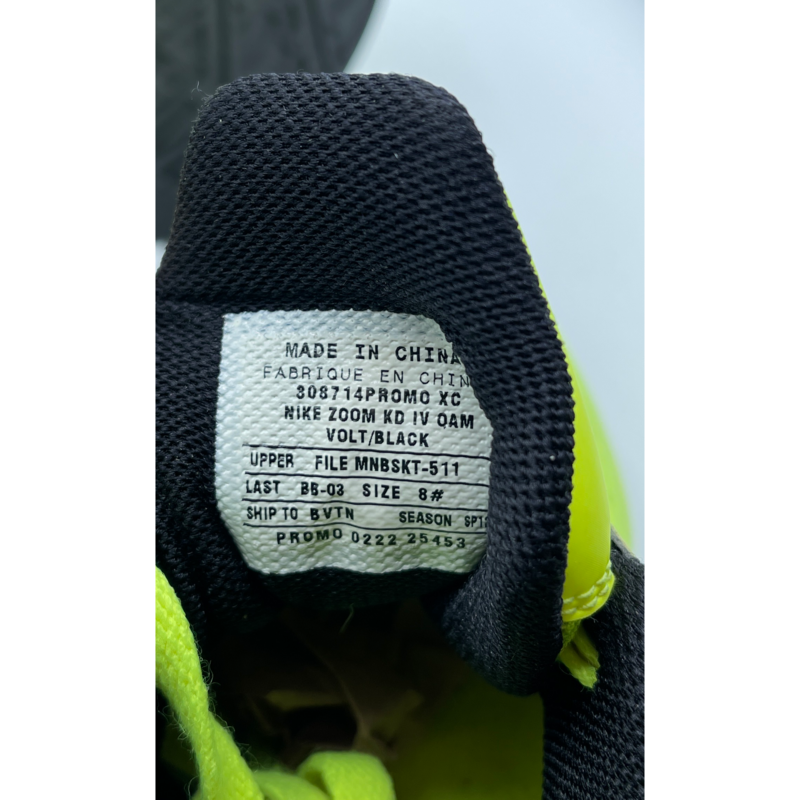 MADE IN CHINA
FABRIQUE EN CHIN
308714PROMO XC
NIKE ZOOM KD IV OAM
VOLT/BLACK
UPPER FILE MNBSKT-511
LAST BB-03 SIZE 8#
SHIP TO BVTN SEASON SP12
PROMO 0222 25453